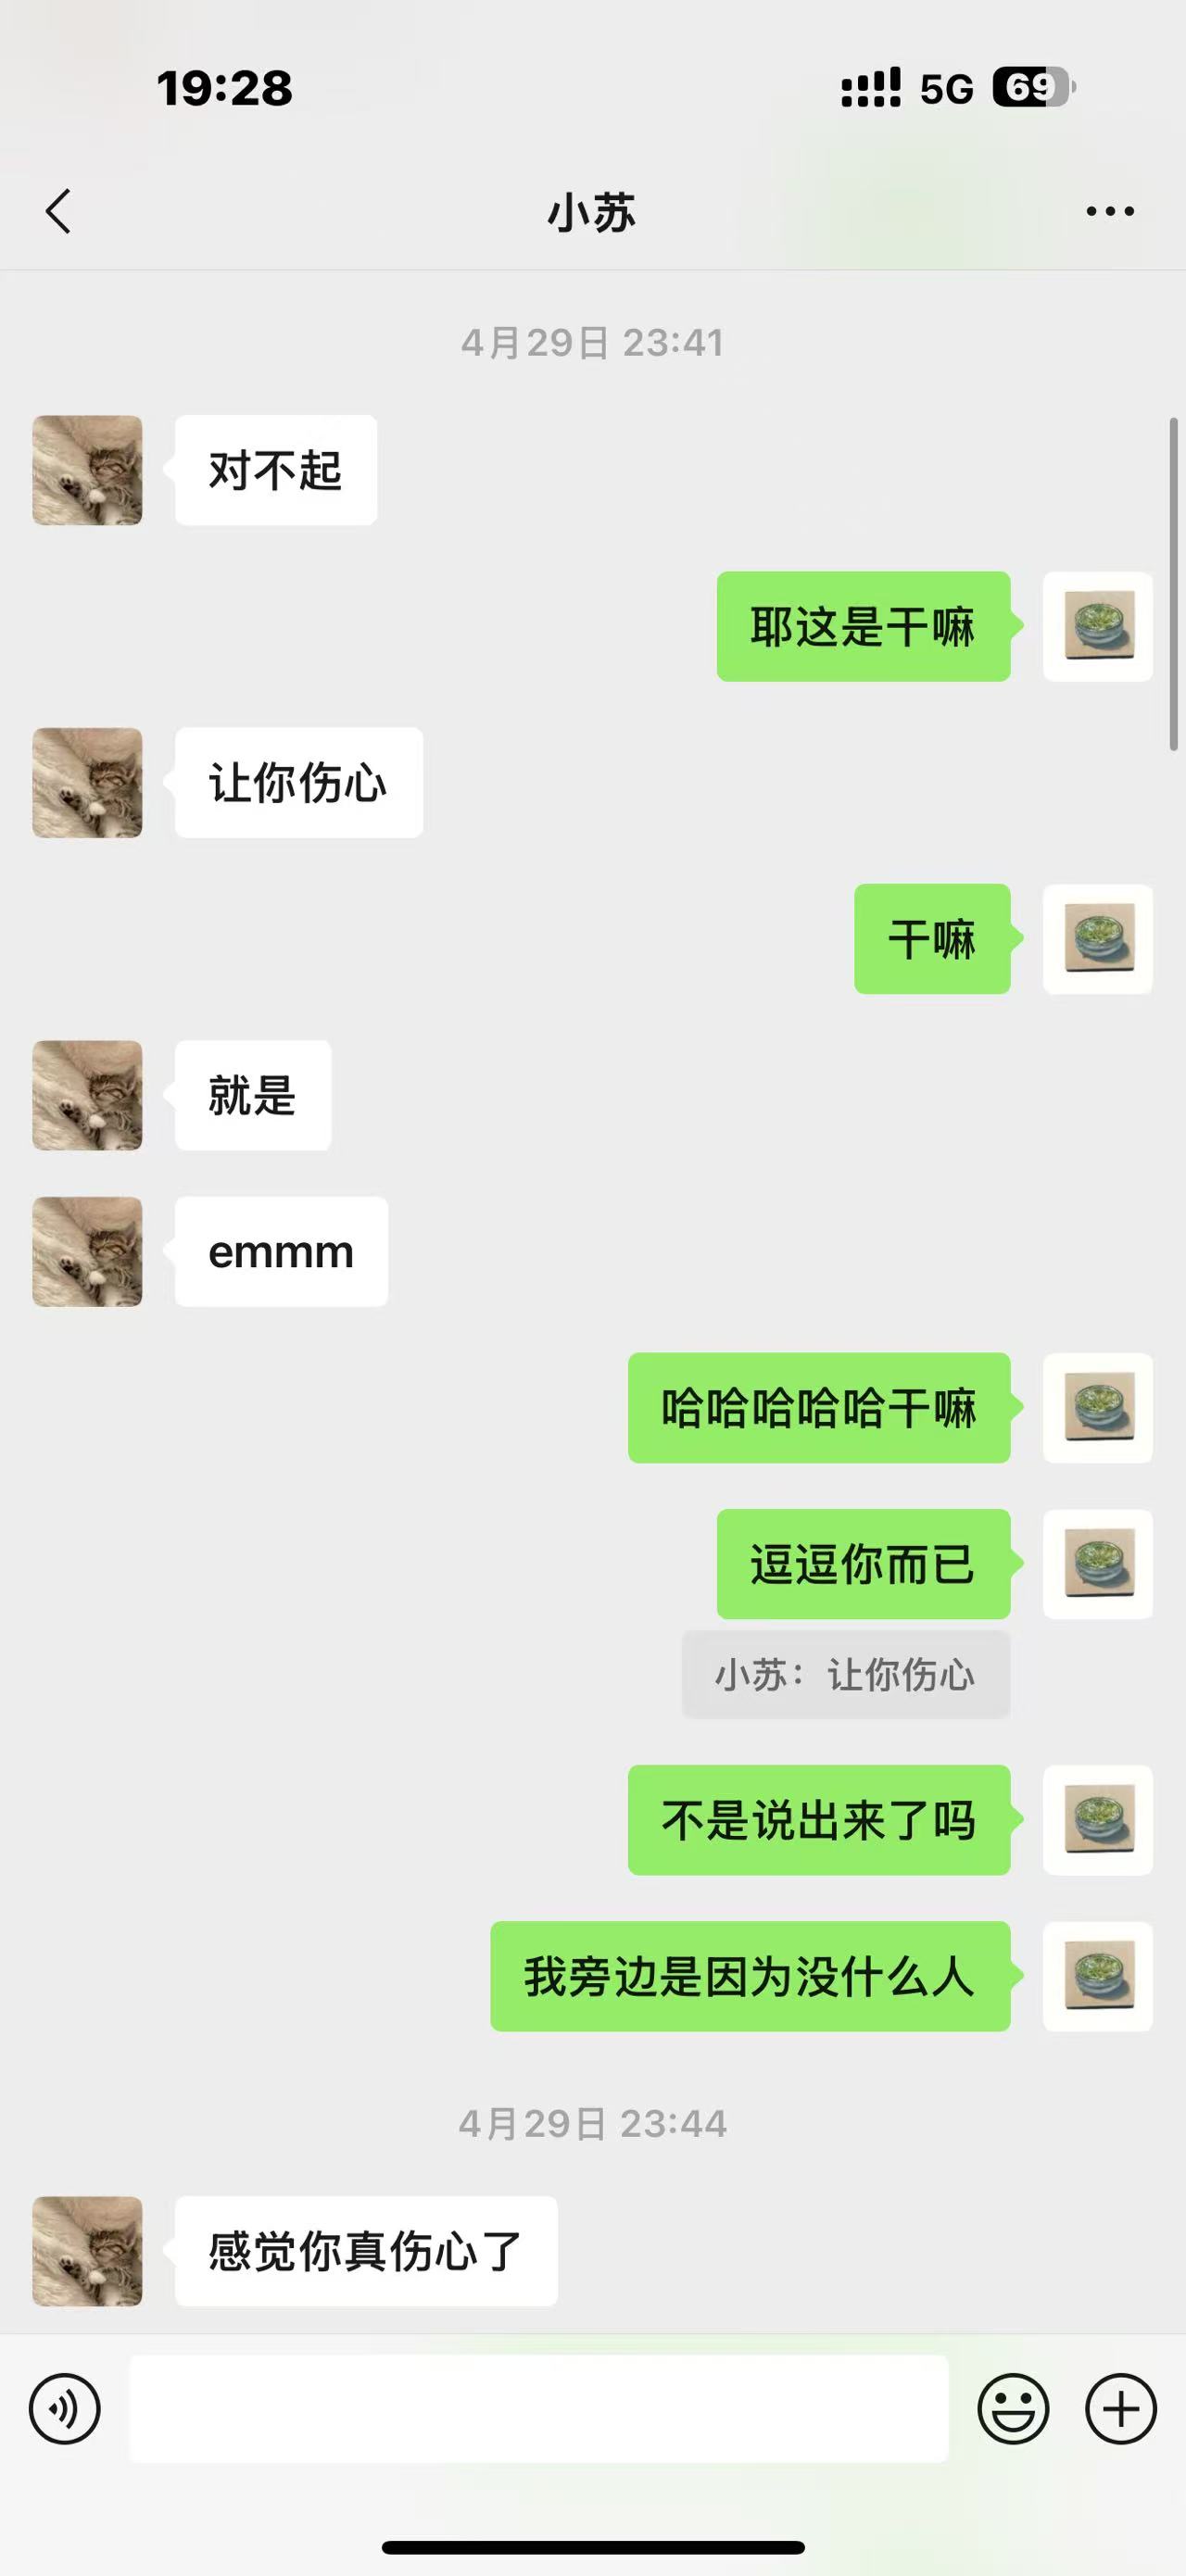 19:28
5G 69
小苏
4月29日 23:41
对不起
耶这是干嘛
让你伤心
干嘛
就是
emmm
哈哈哈哈哈干嘛
逗逗你而已
小苏：让你伤心
不是说出来了吗
我旁边是因为没什么人
4月29日 23:44
感觉你真伤心了